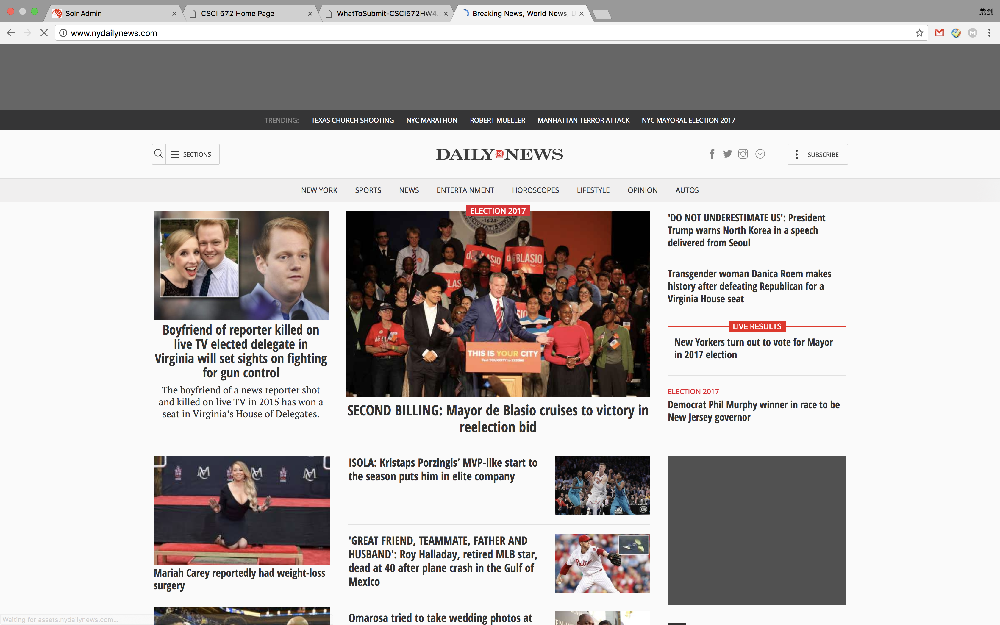 Solr Admin
CSCI 572 Home Page
WhatToSubmit-CSCI572HW4.
Breaking News, World News, U
紫剑
www.nydailynews.com
TRENDING: TEXAS CHURCH SHOOTING NYC MARATHON ROBERT MUELLER MANHATTAN TERROR ATTACK NYC MAYORAL ELECTION 2017
SECTIONS
DAILY NEWS
SUBSCRIBE
NEW YORK SPORTS NEWS ENTERTAINMENT HOROSCOPES LIFESTYLE OPINION AUTOS
Boyfriend of reporter killed on
live TV elected delegate in
Virginia will set sights on fighting
for gun control
The boyfriend of a news reporter shot
and killed on live TV in 2015 has won a
seat in Virginia’s House of Delegates.
ELECTION 2017
1625
de BLASIO
THIS IS YOUR CITY
Text YOURCITY to 225568
SECOND BILLING: Mayor de Blasio cruises to victory in
reelection bid
'DO NOT UNDERESTIMATE US': President
Trump warns North Korea in a speech
delivered from Seoul
Transgender woman Danica Roem makes
history after defeating Republican for a
Virginia House seat
LIVE RESULTS
New Yorkers turn out to vote for Mayor
in 2017 election
ELECTION 2017
Democrat Phil Murphy winner in race to be
New Jersey governor
Mariah Carey reportedly had weight-loss
surgery
ISOLA: Kristaps Porzingis’ MVP-like start to
the season puts him in elite company
KIA
'GREAT FRIEND, TEAMMATE, FATHER AND
HUSBAND': Roy Halladay, retired MLB star,
dead at 40 after plane crash in the Gulf of
Mexico
Phillies
Omarosa tried to take wedding photos at
Waiting for assets.nydailynews.com...